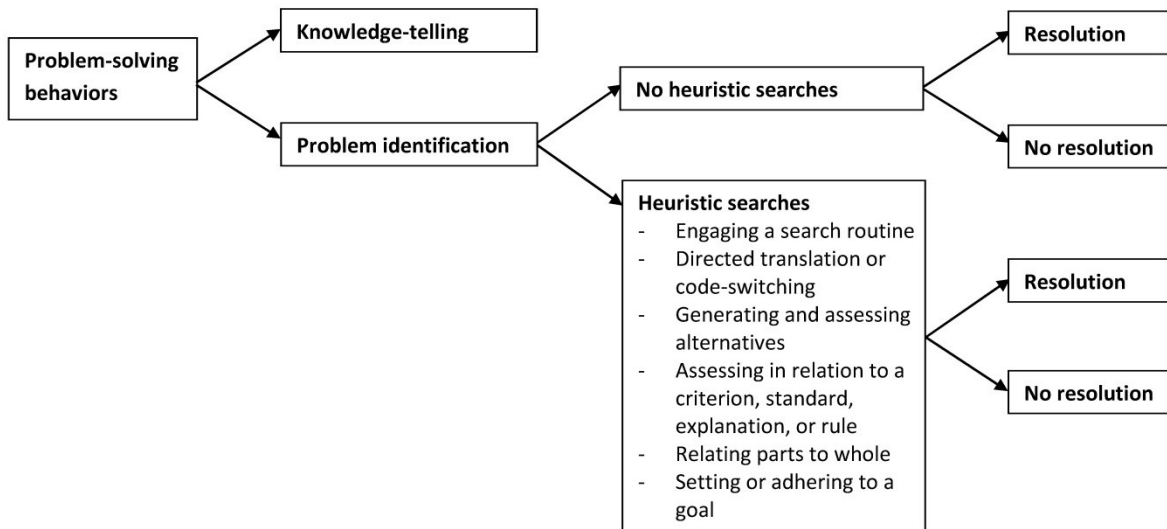 Problem-solving
behaviors
Knowledge-telling
Problem identification
No heuristic searches
Resolution
No resolution
Heuristic searches
- Engaging a search routine
- Directed translation or
code-switching
- Generating and assessing
alternatives
- Assessing in relation to a
criterion, standard,
explanation, or rule
- Relating parts to whole
- Setting or adhering to a
goal
Resolution
No resolution